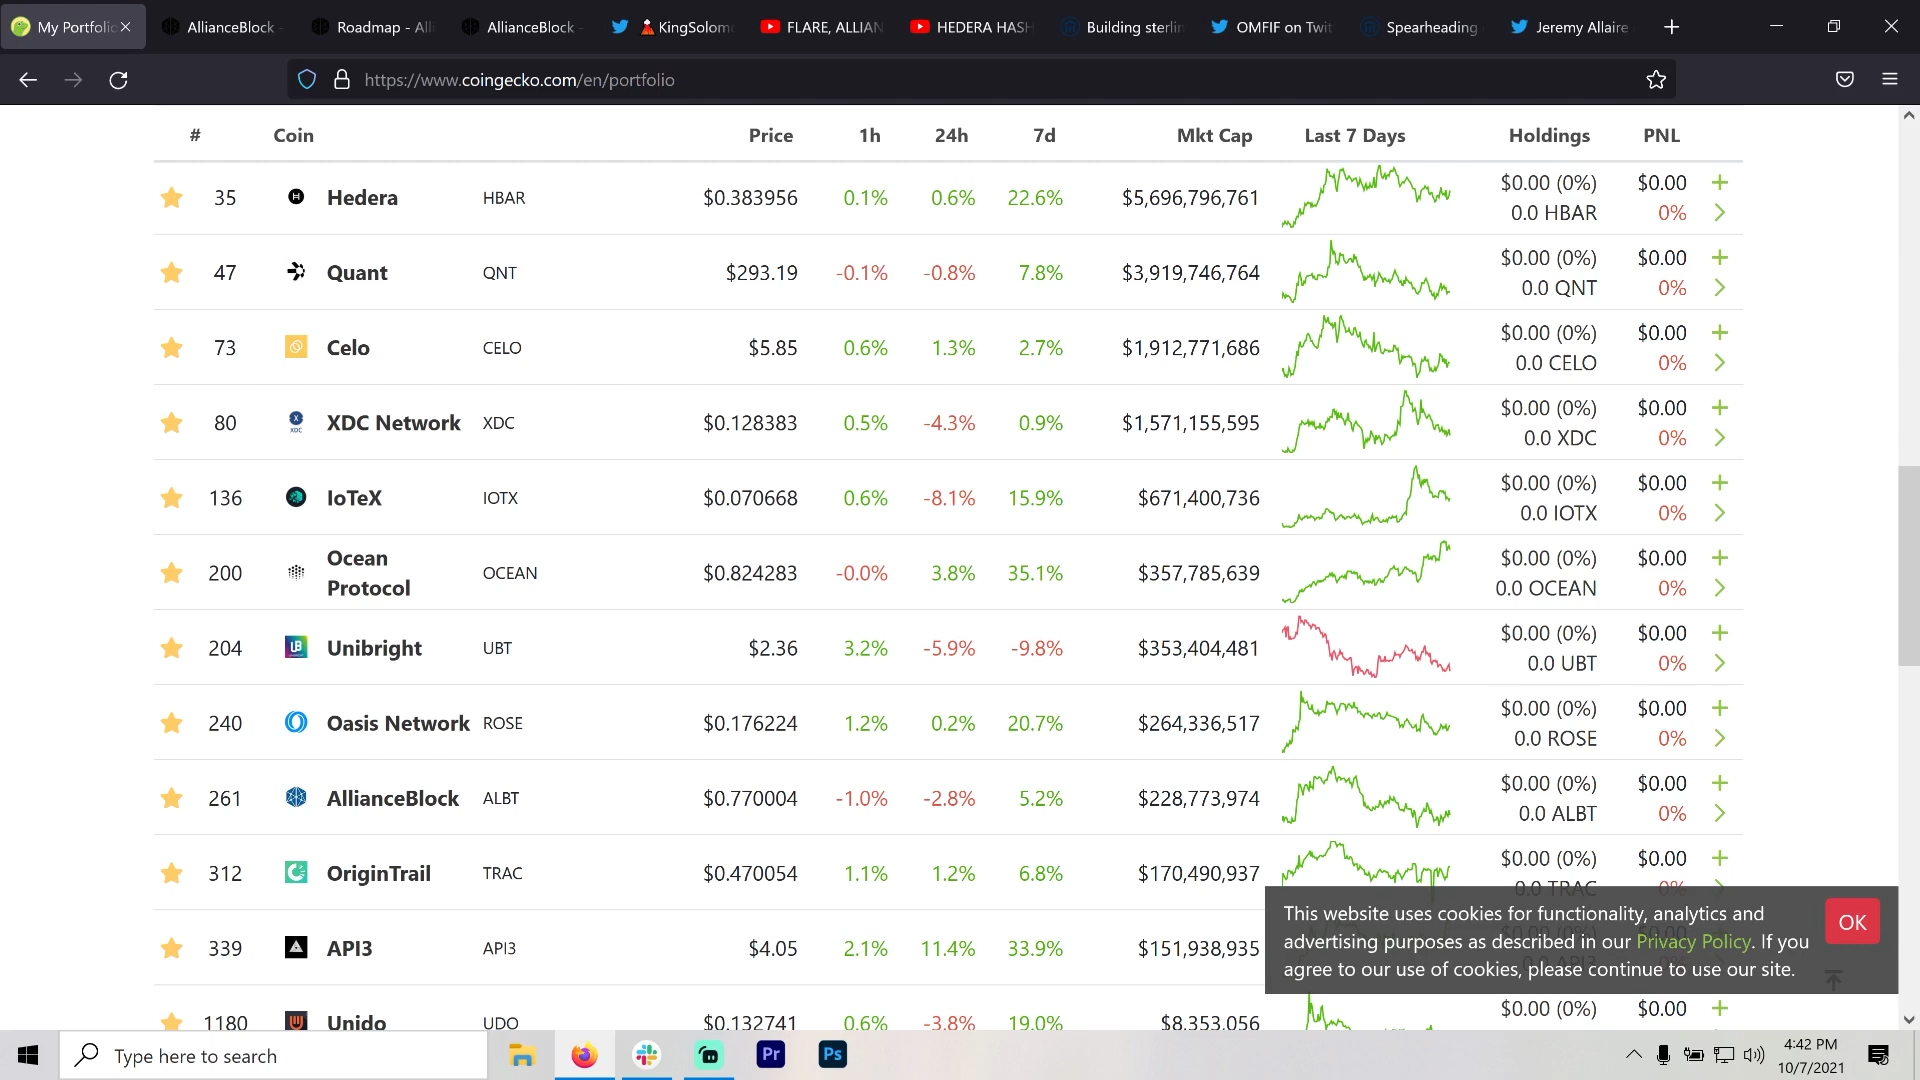 My Portfolio
AllianceBlock
Roadmap - Alli
AllianceBlock
KingSolom
FLARE, ALLIAN
HEDERA HASH
Building sterlin
OMFIF on Twit
Spearheading
Jeremy Allaire
https://www.coingecko.com/en/portfolio
# Coin Price 1h 24h 7d Mkt Cap Last 7 Days Holdings PNL
35 Hedera HBAR $0.383956 0.1% 0.6% 22.6% $5,696,796,761 $0.00 (0%) $0.00
0.0 HBAR 0%
47 Quant QNT $293.19 -0.1% -0.8% 7.8% $3,919,746,764 $0.00 (0%) $0.00
0.0 QNT 0%
73 Celo CELO $5.85 0.6% 1.3% 2.7% $1,912,771,686 $0.00 (0%) $0.00
0.0 CELO 0%
80 XDC Network XDC $0.128383 0.5% -4.3% 0.9% $1,571,155,595 $0.00 (0%) $0.00
0.0 XDC 0%
136 IoTeX IOTX $0.070668 0.6% -8.1% 15.9% $671,400,736 $0.00 (0%) $0.00
0.0 IOTX 0%
200 Ocean Protocol OCEAN $0.824283 -0.0% 3.8% 35.1% $357,785,639 $0.00 (0%) $0.00
0.0 OCEAN 0%
204 Unibright UBT $2.36 3.2% -5.9% -9.8% $353,404,481 $0.00 (0%) $0.00
0.0 UBT 0%
240 Oasis Network ROSE $0.176224 1.2% 0.2% 20.7% $264,336,517 $0.00 (0%) $0.00
0.0 ROSE 0%
261 AllianceBlock ALBT $0.770004 -1.0% -2.8% 5.2% $228,773,974 $0.00 (0%) $0.00
0.0 ALBT 0%
312 OriginTrail TRAC $0.470054 1.1% 1.2% 6.8% $170,490,937 $0.00 (0%) $0.00
0.0 TRAC 0%
339 API3 API3 $4.05 2.1% 11.4% 33.9% $151,938,935
This website uses cookies for functionality, analytics and
advertising purposes as described in our Privacy Policy. If you
agree to our use of cookies, please continue to use our site.
OK
1180 Unido UDO $0.132741 0.6% -3.8% 19.0% $8,353,056 $0.00 (0%) $0.00
Type here to search
Pr
Ps
4:42 PM
10/7/2021